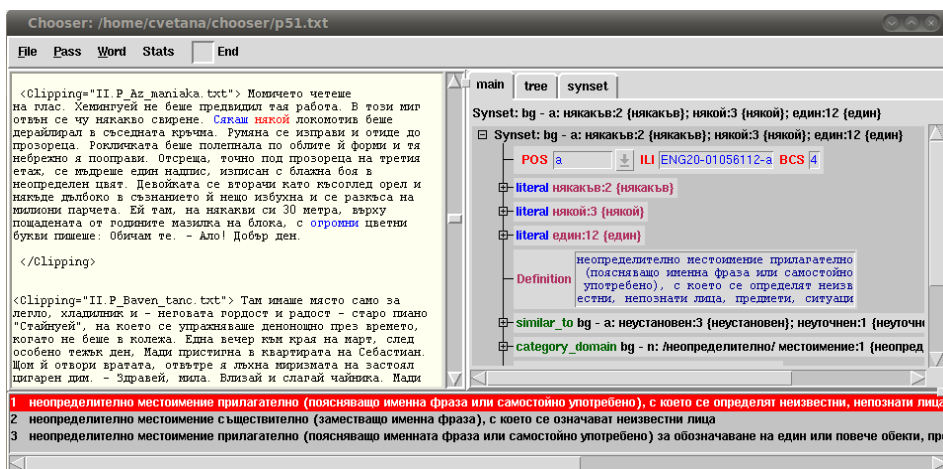 Chooser: /home/cvetana/chooser/p51.txt
File Pass Word Stats End
<Clipping="II.P_Az_maniaka.txt"> Момичето четеше
на глас. Хемингуей не беше предвидил тая работа. В този миг
отвън се чу някакво свирене. Сякаш някой локомотив беше
дерайлирал в съседната кръчма. Румяна се изправи и отиде до
прозореца. Рокличката беше полепнала по облите й форми и тя
небрежно я поoправи. Отсреща, точно под прозореца на третия
етаж, се мъдреше един надпис, изписан с блажна боя в
неопределен цвят. Девойката се вторачи като късоглед орел и
някъде дълбоко в съзнанието й нещо избухна и се разкъса на
милиони парчета. Ей там, на някакви си 30 метра, върху
пощадената от годините мазилка на блока, с огромни цветни
букви пишеше: Обичам те. - Ало! Добър ден.
</Clipping>
<Clipping="II.P_Baven_tanc.txt"> Там имаше място само за
легло, хладилник и - неговата гордост и радост - старо пиано
"Стайнуей", на което се упражняваше денонощно през времето,
когато не беше в колежа. Една вечер към края на март, след
особено тежък ден, Мади пристигна в квартирата на Себастиан.
Щом й отвори вратата, отвътре я лъхна миризмата на застоял
цигарен дим. - Здравей, мила. Влизай и слагай чайника. Мади
main tree synset
Synset: bg - a: някакъв:2 {някакъв}; някой:3 {някой}; един:12 {един}
Synset: bg - a: някакъв:2 {някакъв}; някой:3 {някой}; един:12 {един}
POS a ILI ENG20-01056112-a BCS 4
literal някакъв:2 {някакъв}
literal някой:3 {някой}
literal един:12 {един}
Definition
неопределително местоимение прилагателно
(поясняващо именна фраза или самостойно
употребено), с което се определят неизв
естни, непознати лица, предмети, ситуаци
similar_to bg - a: неустановен:3 {неустановен}; неуточнен:1 {неуточне
category_domain bg - n: /неопределително/ местоимение:1 {неопред
1 неопределително местоимение прилагателно (поясняващо именна фраза или самостойно употребено), с което се определят неизвестни, непознати лица
2 неопределително местоимение съществително (заместващо именна фраза), с което се означават неизвестни лица
3 неопределително местоимение прилагателно (поясняващо именната фраза или самостойно употребено) за обозначаване на един или повече обекти, пр